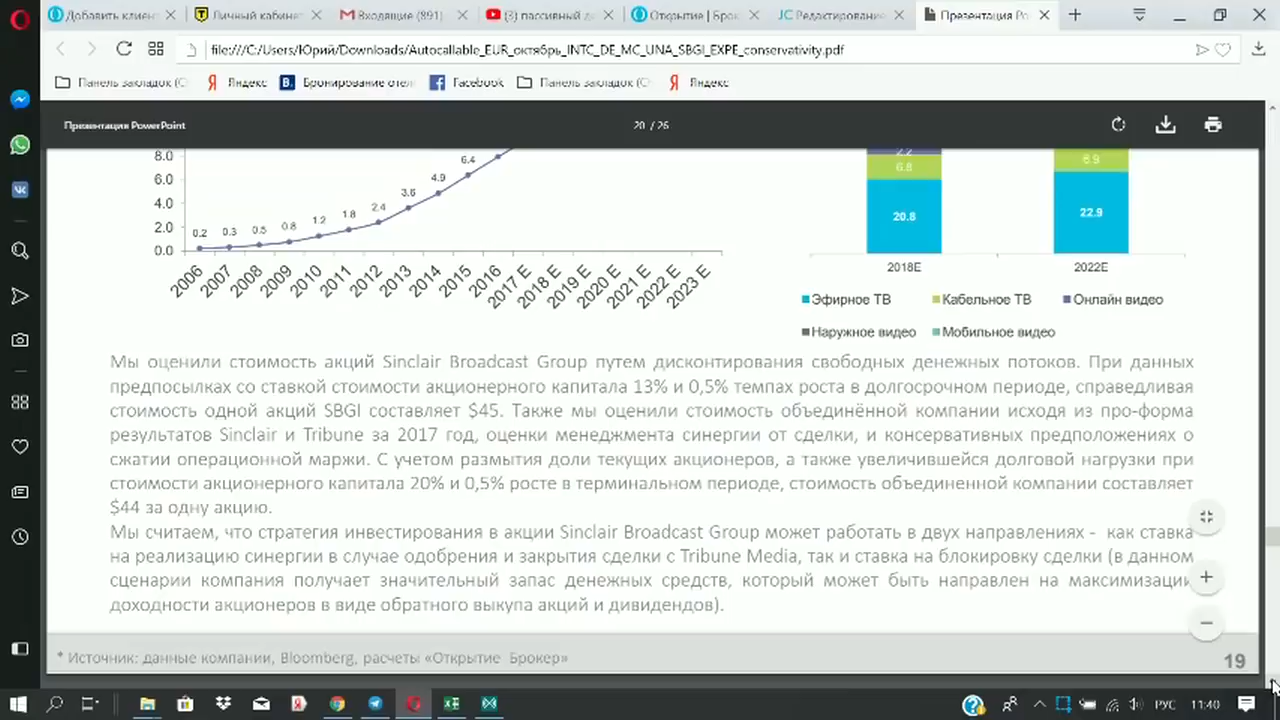 Добавить клиен
Личный кабинет
Входящие (891)
(3) пассивный д
Открытие | Брок
Редактирование
Презентация Po
file:///C:/Users/Юрий/Downloads/Autocallable_EUR_октябрь_INTC_DE_MC_UNA_SBGI_EXPE_conservativity.pdf
Панель закладок (С
Яндекс
Бронирование отел
Facebook
Панель закладок (С
Яндекс
Презентация PowerPoint
20 / 26
8.0
6.0
4.0
2.0
0.0
0.2 0.3 0.5 0.8 1.2 1.8 2.4 3.6 4.9 6.4
2006 2007 2008 2009 2010 2011 2012 2013 2014 2015 2016 2017 E 2018 E 2019 E 2020 E 2021 E 2022 E 2023 E
2.2
6.8
6.9
20.8
22.9
2018E
2022E
Эфирное ТВ
Кабельное ТВ
Онлайн видео
Наружное видео
Мобильное видео
Мы оценили стоимость акций Sinclair Broadcast Group путем дисконтирования свободных денежных потоков. При данных
предпосылках со ставкой стоимости акционерного капитала 13% и 0,5% темпах роста в долгосрочном периоде, справедливая
стоимость одной акций SBGI составляет $45. Также мы оценили стоимость объединённой компании исходя из про-форма
результатов Sinclair и Tribune за 2017 год, оценки менеджмента синергии от сделки, и консервативных предположениях о
сжатии операционной маржи. С учетом размытия доли текущих акционеров, а также увеличившейся долговой нагрузки при
стоимости акционерного капитала 20% и 0,5% росте в терминальном периоде, стоимость объединенной компании составляет
$44 за одну акцию.
Мы считаем, что стратегия инвестирования в акции Sinclair Broadcast Group может работать в двух направлениях - как ставка
на реализацию синергии в случае одобрения и закрытия сделки с Tribune Media, так и ставка на блокировку сделки (в данном
сценарии компания получает значительный запас денежных средств, который может быть направлен на максимизации
доходности акционеров в виде обратного выкупа акций и дивидендов).
* Источник: данные компании, Bloomberg, расчеты «Открытие Брокер»
19
РУС
11:40